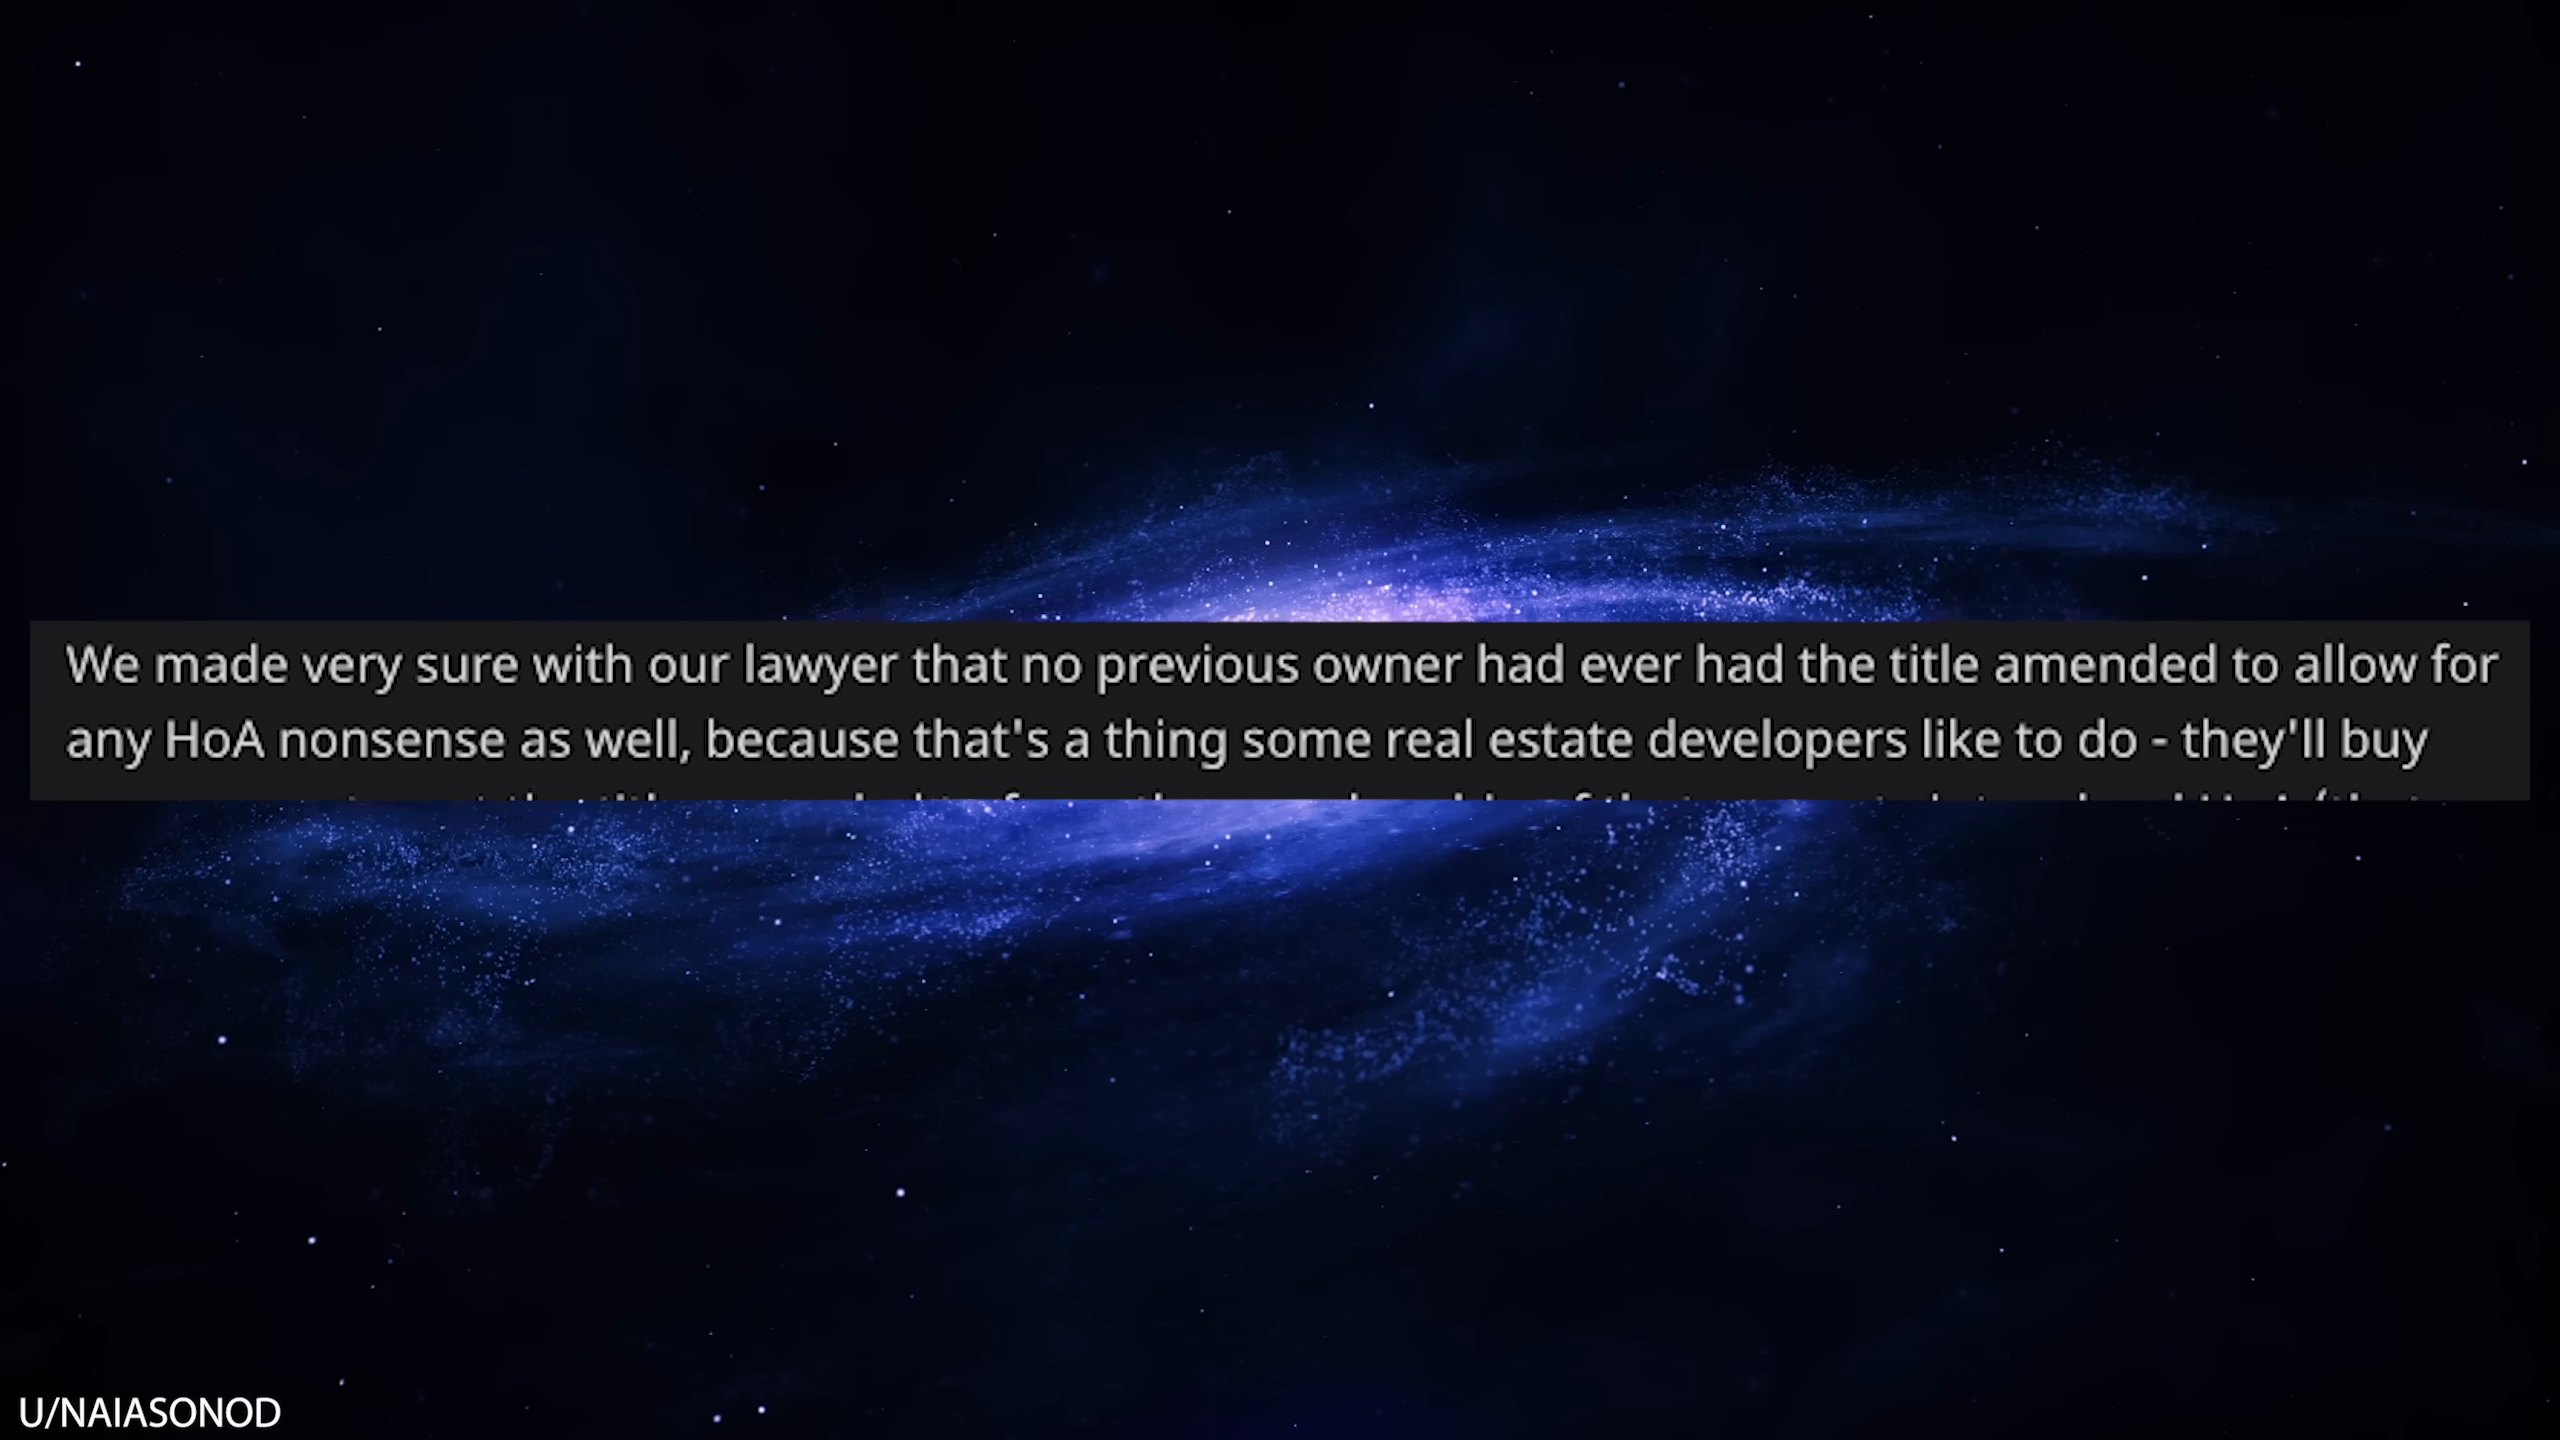 We made very sure with our lawyer that no previous owner had ever had the title amended to allow for
any HoA nonsense as well, because that's a thing some real estate developers like to do - they'll buy
U/NAIASONOD